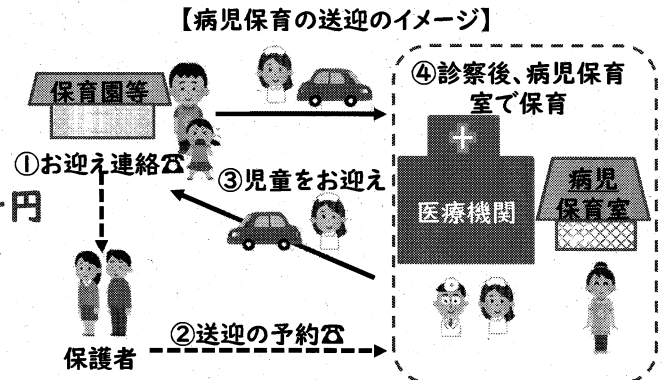 【病児保育の送迎のイメージ】
保育園等
④診察後、病児保育
室で保育
①お迎え連絡☎
③児童をお迎え
円
医療機関
病児
保育室
②送迎の予約☎
保護者